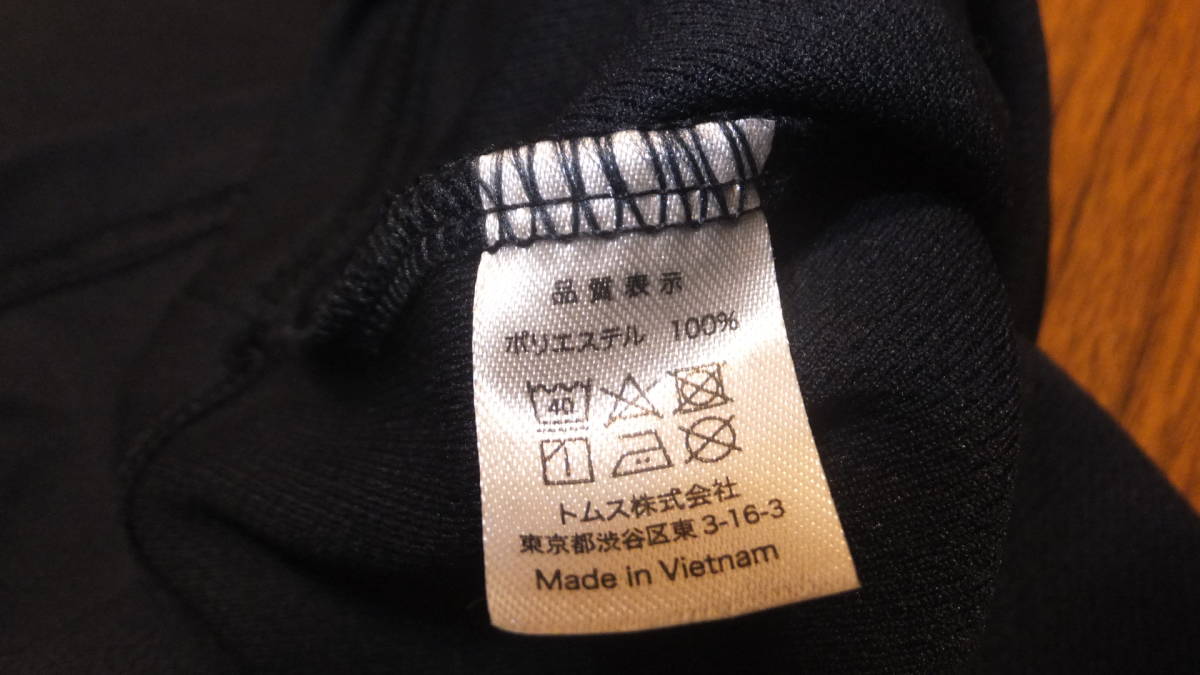 品質表示
ポリエステル 100%
40
トムス株式会社
東京都渋谷区東3-16-3
Made in Vietnam